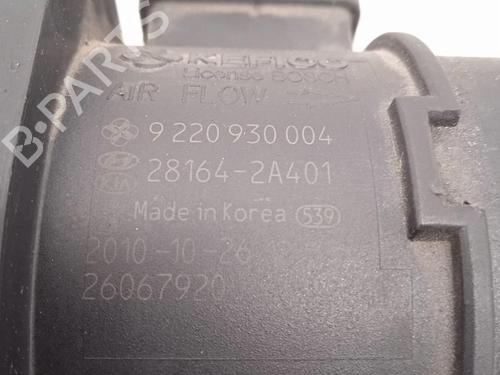 KEFICO
License BOSCH
AIR FLOW
9 220 930 004
28164-2A401
KIA
Made in Korea 539
2010-10-26
26067920
B-PARTS